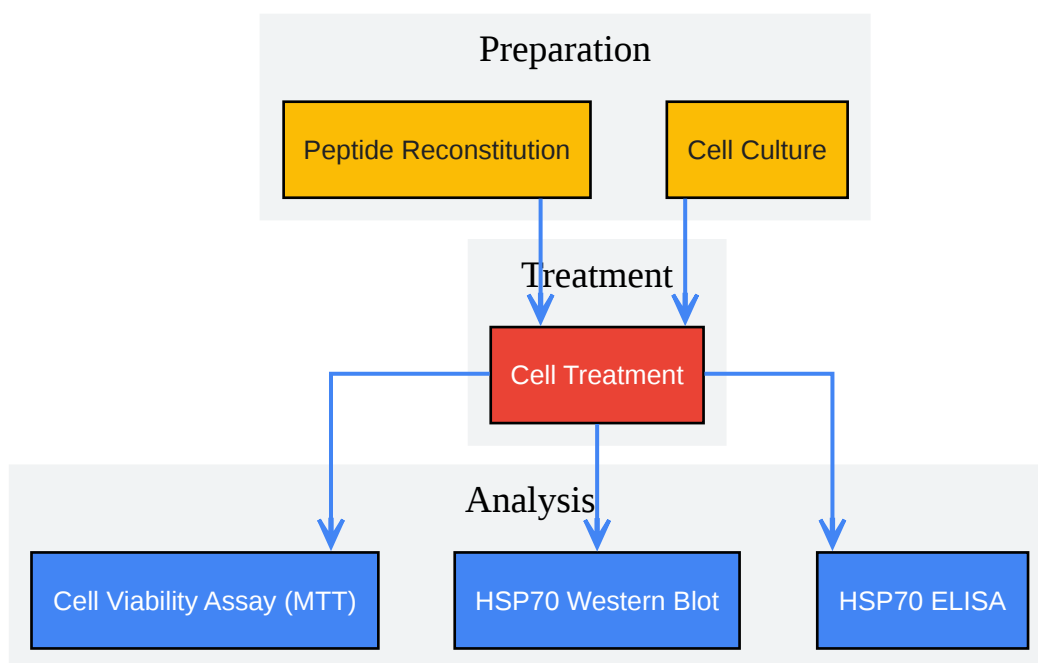 Preparation
Peptide Reconstitution
Cell Culture
Treatment
Cell Treatment
Analysis
Cell Viability Assay (MTT)
HSP70 Western Blot
HSP70 ELISA